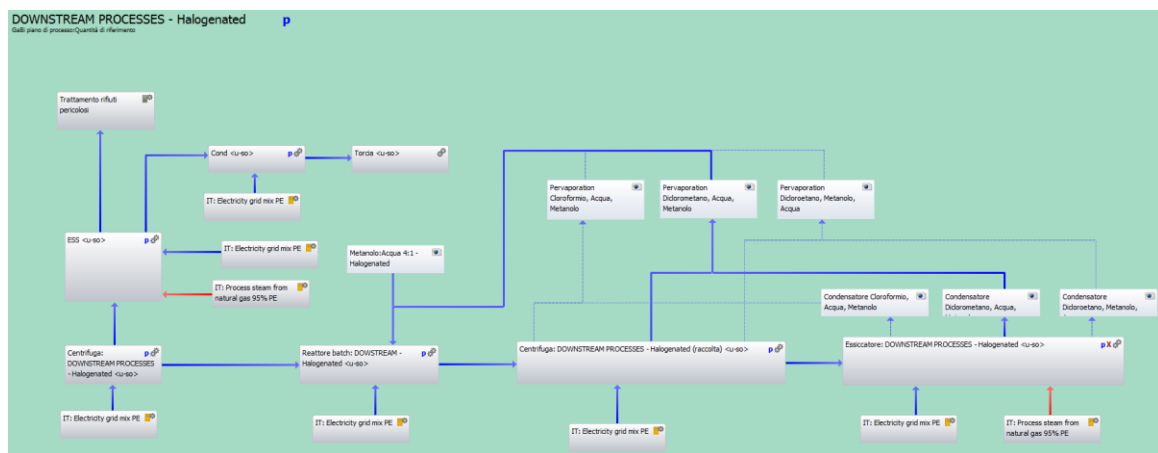 DOWNSTREAM PROCESSES - Halogenated p
GaBi piano di processo:Quantità di riferimento
Trattamento rifiuti
pericolosi
Cond <u-so> p
Torcia <u-so>
IT: Electricity grid mix PE
Pervaporation
Cloroformio, Acqua,
Metanolo
Pervaporation
Diclorometano, Acqua,
Metanolo
Pervaporation
Dicloroetano, Metanolo,
Acqua
ESS <u-so> p
IT: Electricity grid mix PE
IT: Process steam from
natural gas 95% PE
Metanolo:Acqua 4:1 -
Halogenated
Condensatore Cloroformio,
Acqua, Metanolo
Condensatore
Diclorometano, Acqua,
Condensatore
Dicloroetano, Metanolo,
Centrifuga: p
DOWNSTREAM PROCESSES
- Halogenated <u-so>
Reattore batch: DOWSTREAM - p
Halogenated <u-so>
Centrifuga: DOWNSTREAM PROCESSES - Halogenated (raccolta) <u-so> p
Essiccatore: DOWNSTREAM PROCESSES - Halogenated <u-so> pX
IT: Electricity grid mix PE
IT: Electricity grid mix PE
IT: Electricity grid mix PE
IT: Electricity grid mix PE
IT: Process steam from
natural gas 95% PE